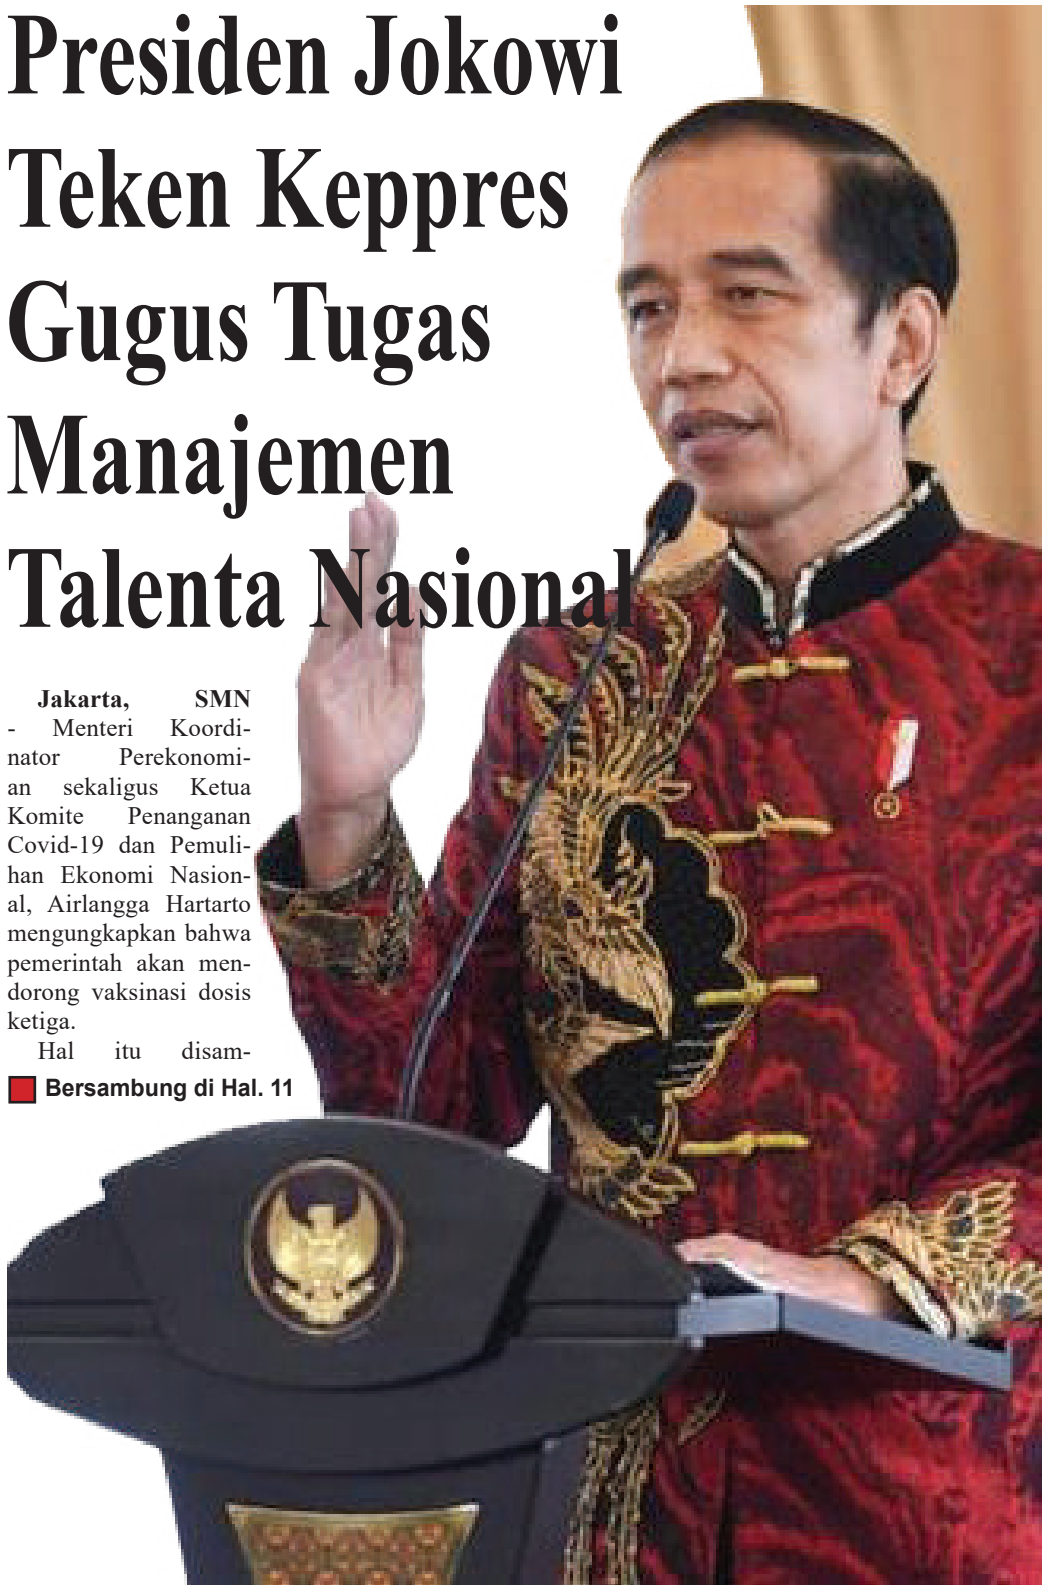 Presiden Jokowi
Teken Keppres
Gugus Tugas
Manajemen
Talenta Nasional
Jakarta, SMN
- Menteri Koordi-
nator Perekonomi-
an sekaligus Ketua
Komite Penanganan
Covid-19 dan Pemuli-
han Ekonomi Nasion-
al, Airlangga Hartarto
mengungkapkan bahwa
pemerintah akan men-
dorong vaksinasi dosis
ketiga.
Hal itu disam-
Bersambung di Hal. 11